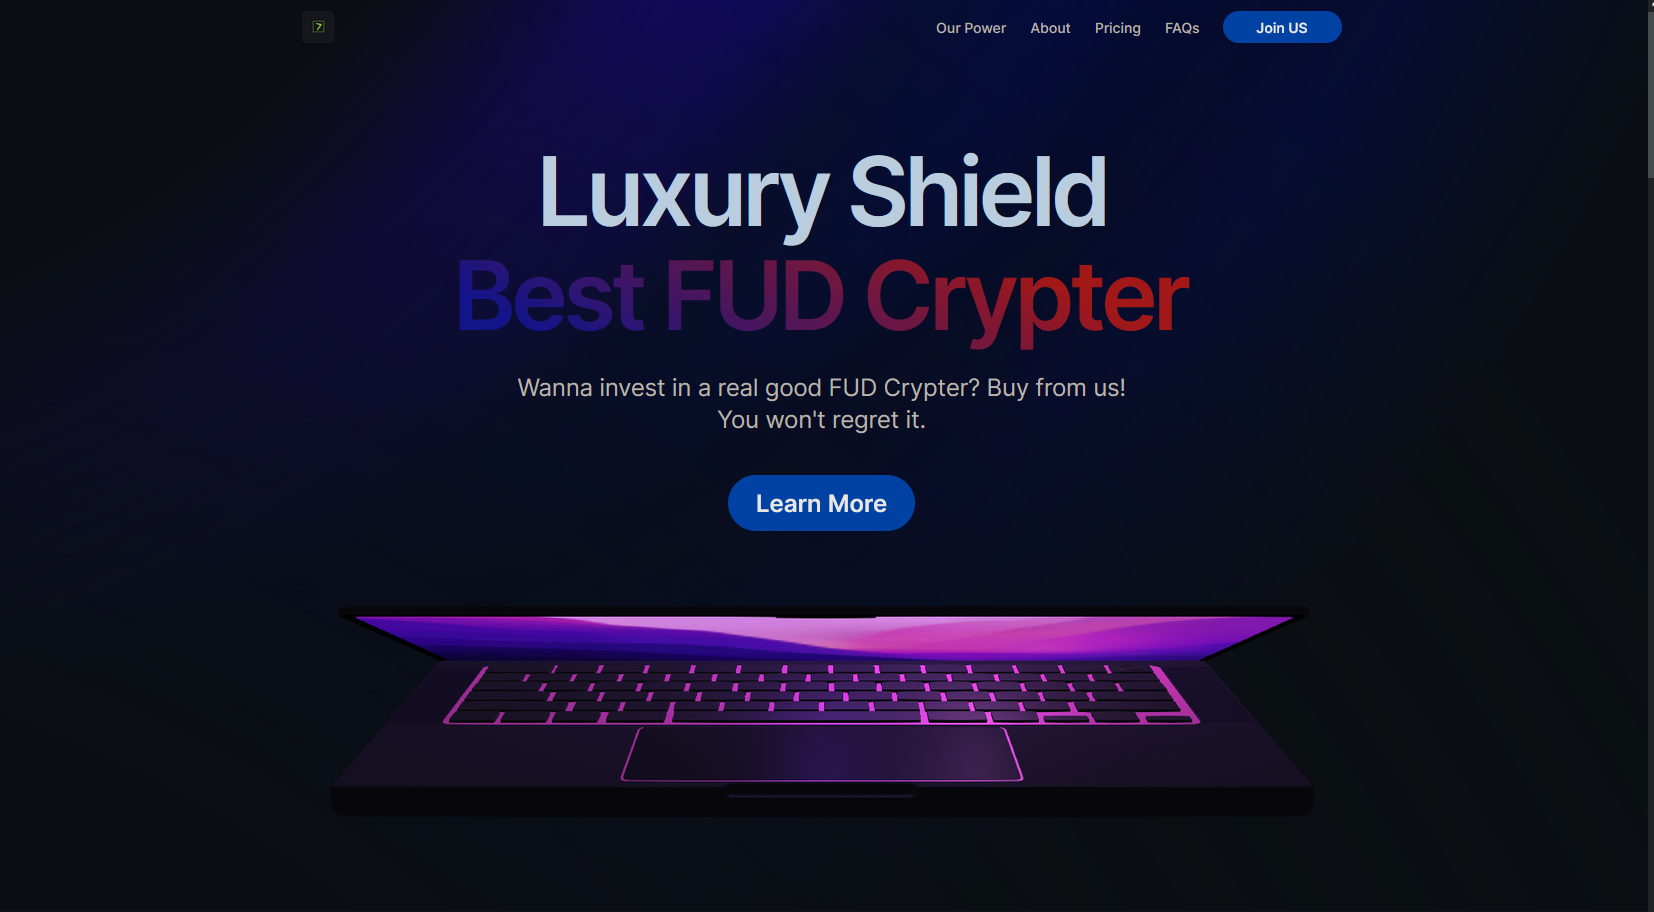 Our Power
About
Pricing
FAQs
Join US
Luxury Shield
Best FUD Crypter
Wanna invest in a real good FUD Crypter? Buy from us!
You won't regret it.
Learn More